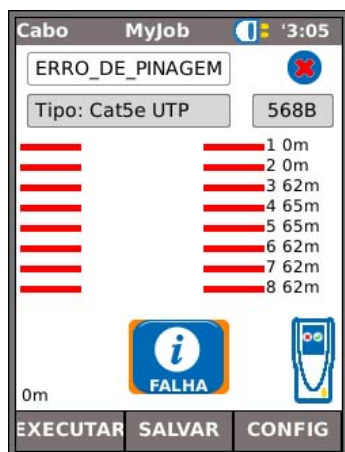 Cabo MyJob '3:05
ERRO_DE_PINAGEM
Tipo: Cat5e UTP 568B
1 0m
2 0m
3 62m
4 65m
5 65m
6 62m
7 62m
8 62m
i
FALHA
0m
EXECUTAR SALVAR CONFIG